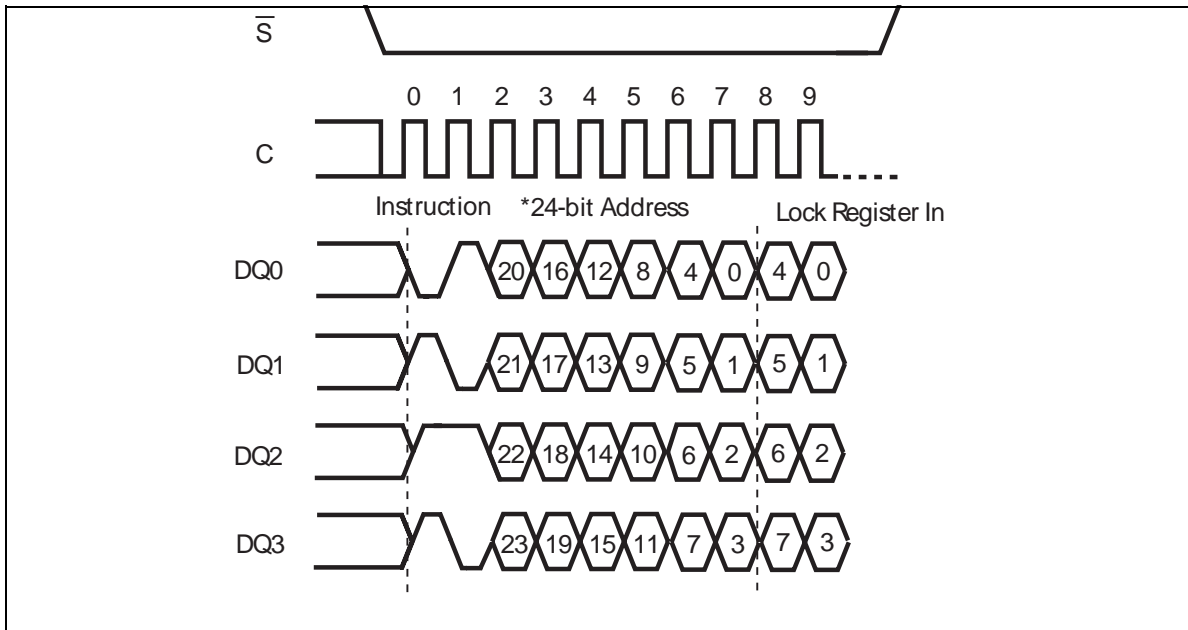 S
0 1 2 3 4 5 6 7 8 9
C
Instruction *24-bit Address Lock Register In
DQ0 20 16 12 8 4 0 4 0
DQ1 21 17 13 9 5 1 5 1
DQ2 22 18 14 10 6 2 6 2
DQ3 23 19 15 11 7 3 7 3